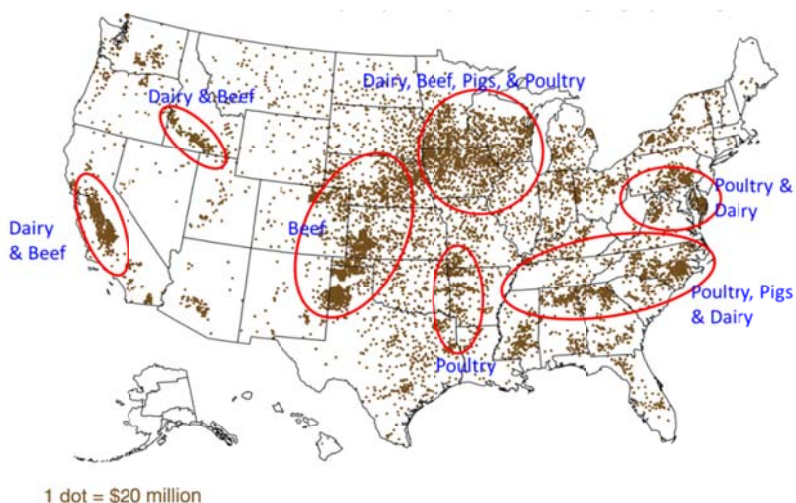 Dairy, Beef, Pigs, & Poultry
Dairy & Beef
Poultry &
Dairy
Dairy
& Beef
Beef
Poultry, Pigs
& Dairy
Poultry
1 dot = $20 million